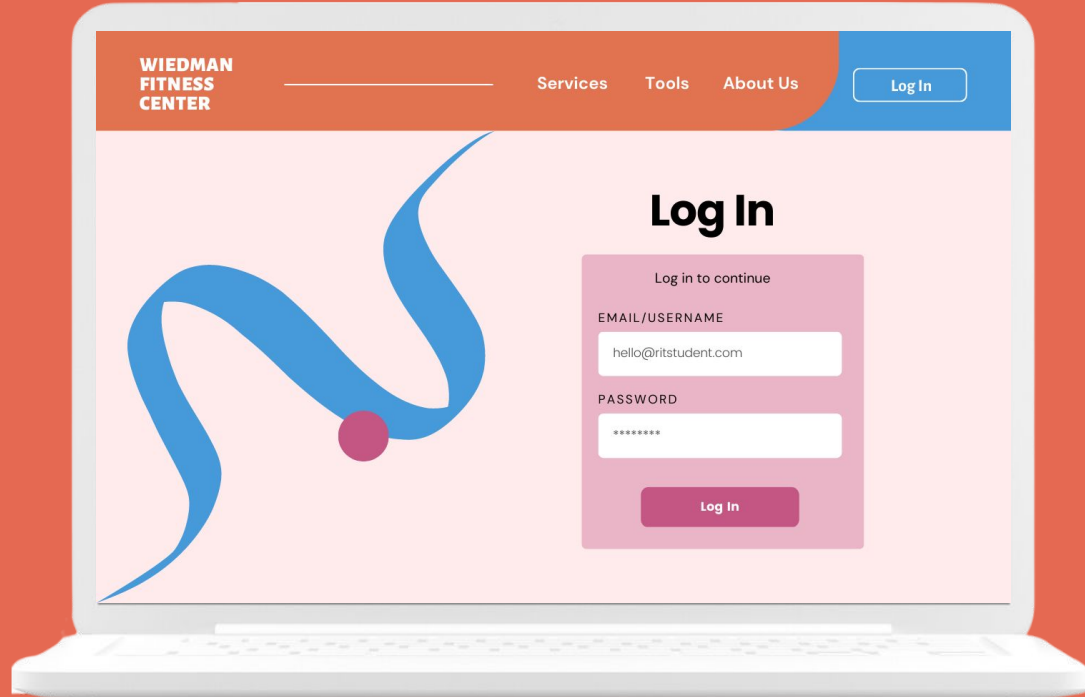 WIEDMAN
FITNESS
CENTER
Services
Tools
About Us
Log In
Log In
Log in to continue
EMAIL/USERNAME
hello@ritstudent.com
PASSWORD
********
Log In